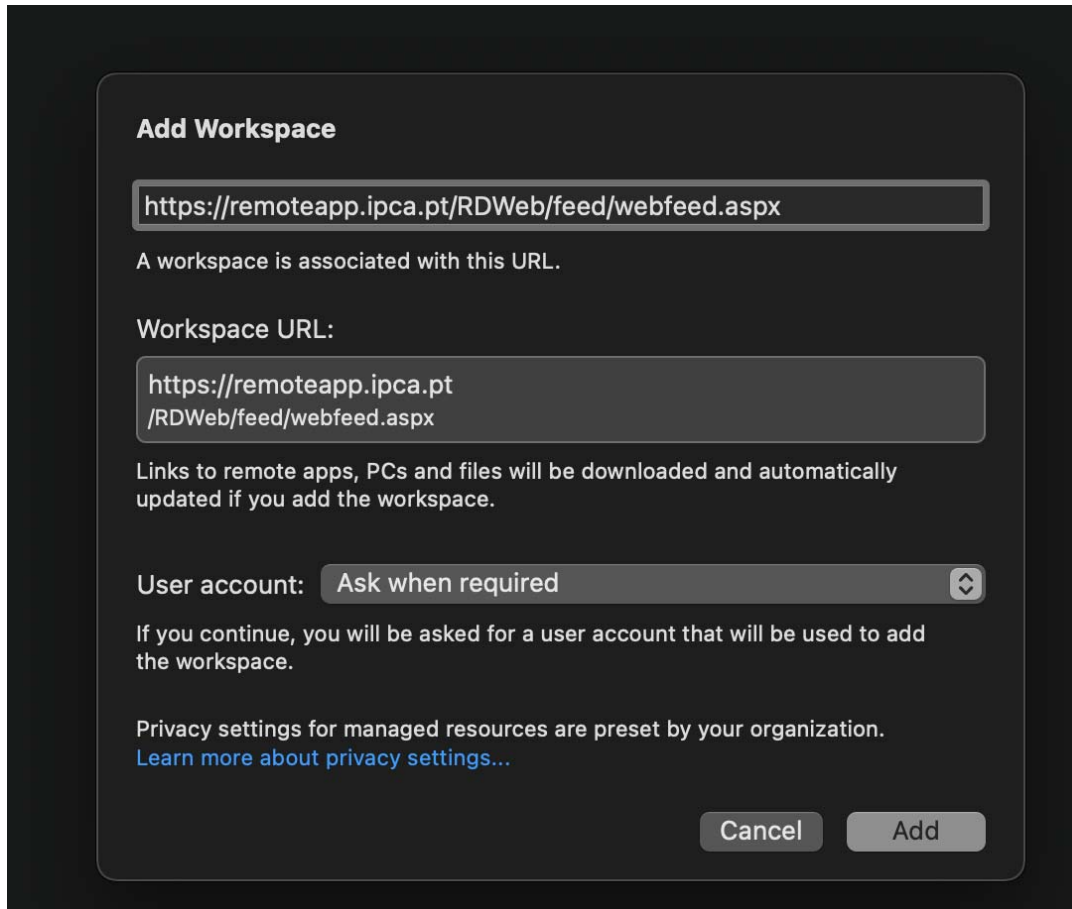 Add Workspace
https://remoteapp.ipca.pt/RDWeb/feed/webfeed.aspx
A workspace is associated with this URL.
Workspace URL:
https://remoteapp.ipca.pt
/RDWeb/feed/webfeed.aspx
Links to remote apps, PCs and files will be downloaded and automatically
updated if you add the workspace.
User account: Ask when required
If you continue, you will be asked for a user account that will be used to add
the workspace.
Privacy settings for managed resources are preset by your organization.
Learn more about privacy settings...
Cancel Add